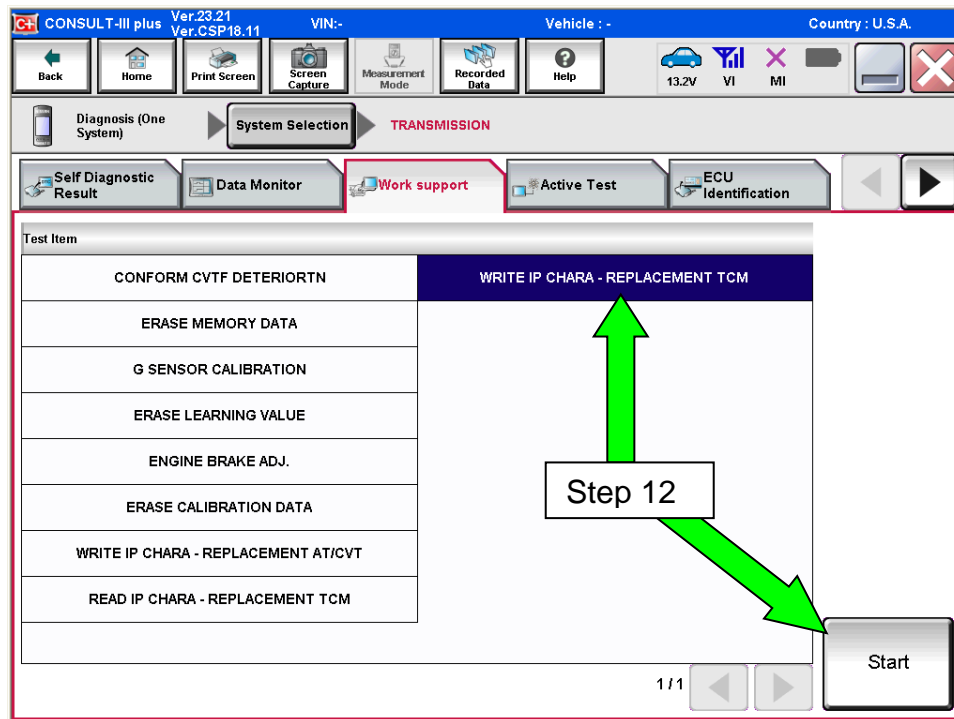 CONSULT-III plus Ver.23.21 VIN:- Vehicle : - Country : U.S.A.
Ver.CSP18.11
Back Home Print Screen Screen Capture Measurement Mode Recorded Data Help 13.2V VI MI
Diagnosis (One System) System Selection TRANSMISSION
Self Diagnostic Result Data Monitor Work support Active Test ECU Identification
Test Item
CONFORM CVTF DETERIORTN WRITE IP CHARA - REPLACEMENT TCM
ERASE MEMORY DATA
G SENSOR CALIBRATION
ERASE LEARNING VALUE
ENGINE BRAKE ADJ.
Step 12
ERASE CALIBRATION DATA
WRITE IP CHARA - REPLACEMENT AT/CVT
READ IP CHARA - REPLACEMENT TCM
Start
1/1